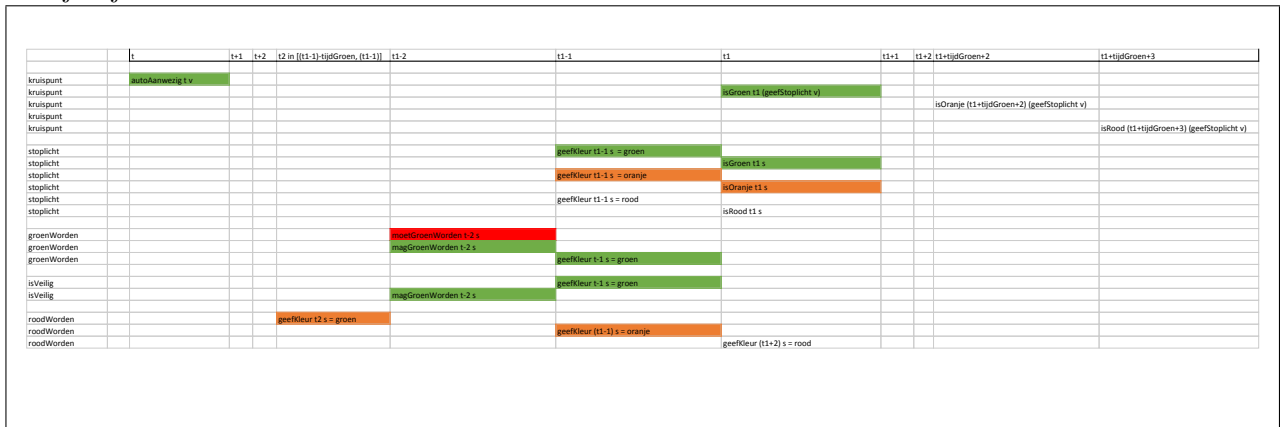 t t+1 t+2 t2 in [(t1-1)-tijdGroen, (t1-1)] t1-2 t1-1 t1 t1+1 t1+2 t1+tijdGroen+2 t1+tijdGroen+3
kruispunt autoAanwezig t v
kruispunt isGroen t1 (geefStoplicht v)
kruispunt isOranje (t1+tijdGroen+2) (geefStoplicht v)
kruispunt
kruispunt isRood (t1+tijdGroen+3) (geefStoplicht v)
stoplicht geefKleur t1-1 s = groen
stoplicht isGroen t1 s
stoplicht geefKleur t1-1 s = oranje
stoplicht isOranje t1 s
stoplicht geefKleur t1-1 s = rood
stoplicht isRood t1 s
groenWorden moetGroenWorden t-2 s
groenWorden magGroenWorden t-2 s
groenWorden geefKleur t-1 s = groen
isVeilig geefKleur t-1 s = groen
isVeilig magGroenWorden t-2 s
roodWorden geefKleur t2 s = groen
roodWorden geefKleur (t1-1) s = oranje
roodWorden geefKleur (t1+2) s = rood